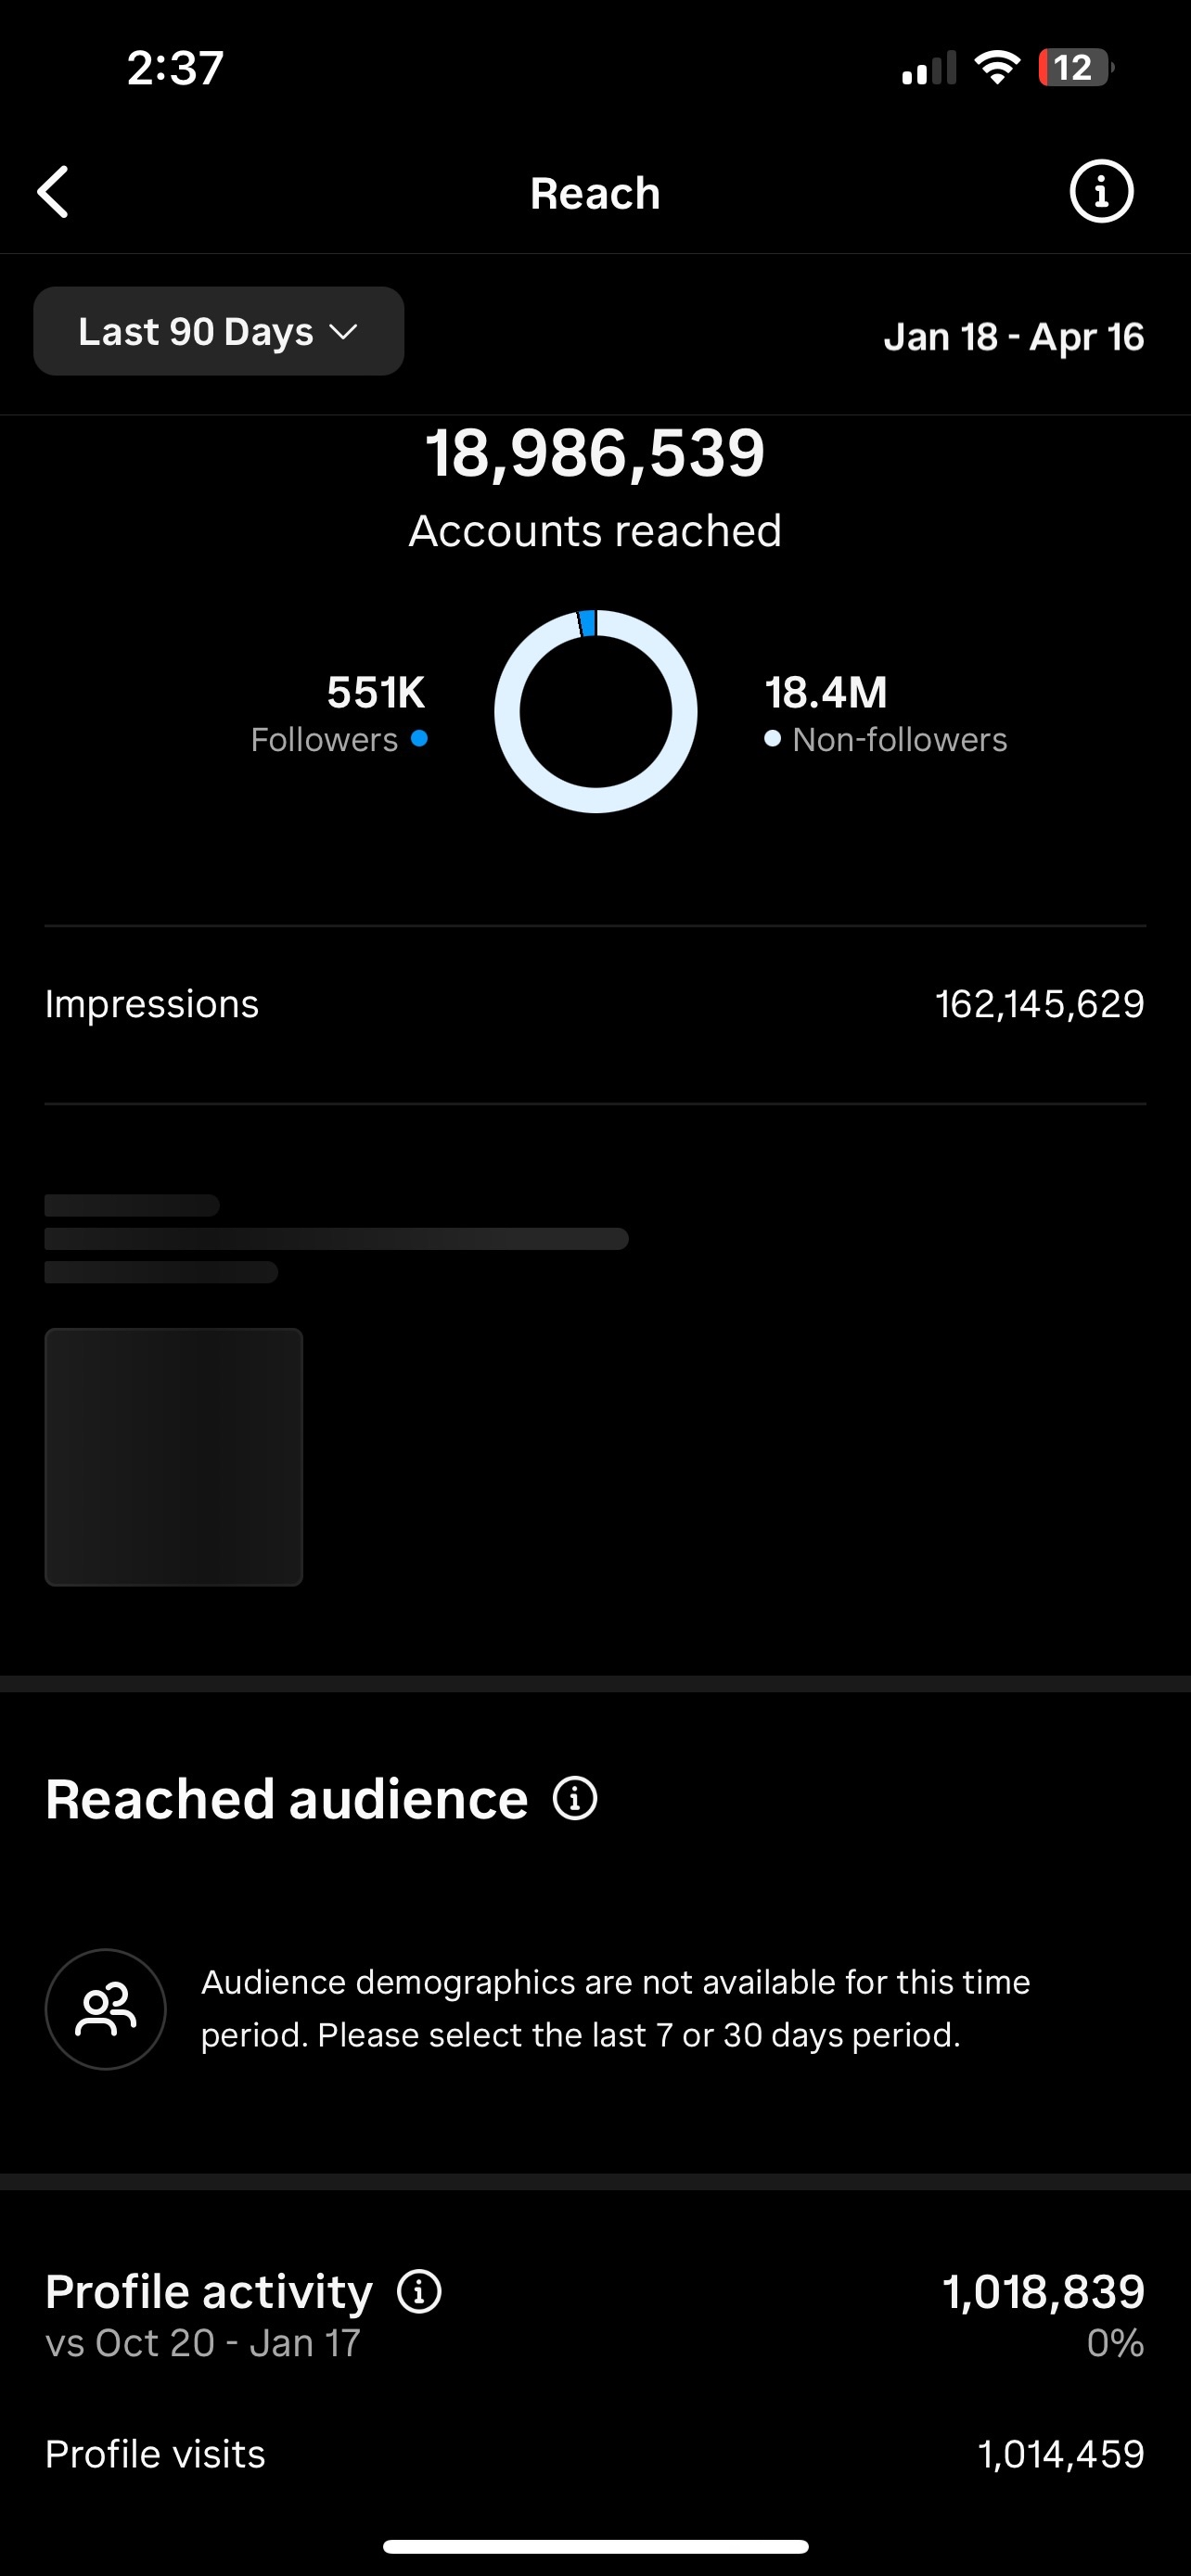 2:37
12
Reach
Last 90 Days
Jan 18 - Apr 16
18,986,539
Accounts reached
551K
Followers
18.4M
Non-followers
Impressions
162,145,629
Reached audience
Audience demographics are not available for this time
period. Please select the last 7 or 30 days period.
Profile activity
1,018,839
vs Oct 20 - Jan 17
0%
Profile visits
1,014,459